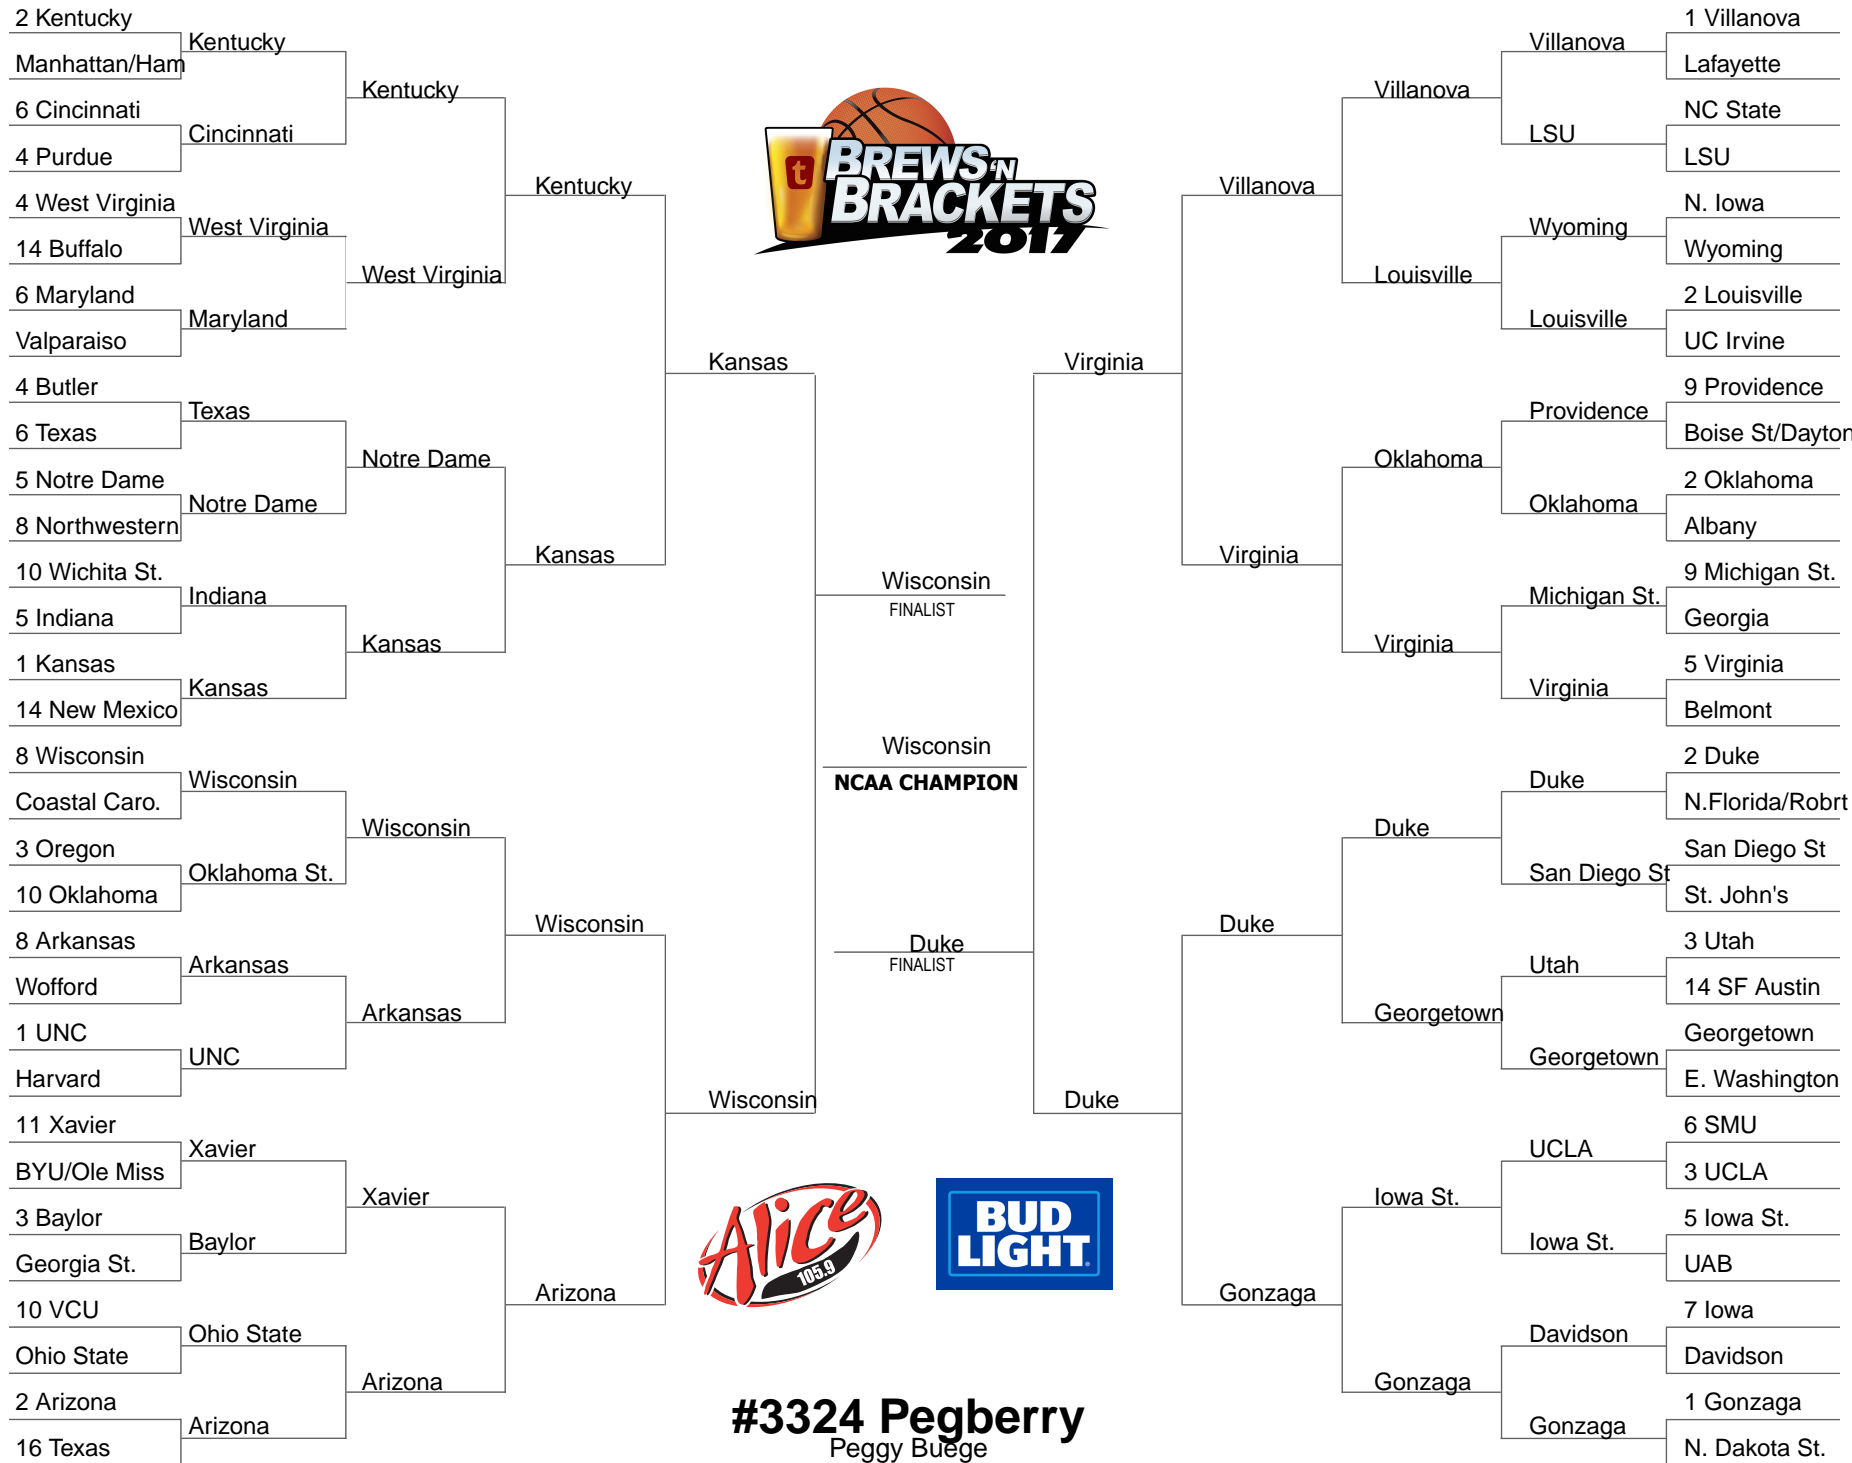 2 Kentucky
Manhattan/Ham
6 Cincinnati
4 Purdue
4 West Virginia
14 Buffalo
6 Maryland
Valparaiso
4 Butler
6 Texas
5 Notre Dame
8 Northwestern
10 Wichita St.
5 Indiana
1 Kansas
14 New Mexico
8 Wisconsin
Coastal Caro.
3 Oregon
10 Oklahoma
8 Arkansas
Wofford
1 UNC
Harvard
11 Xavier
BYU/Ole Miss
3 Baylor
Georgia St.
10 VCU
Ohio State
2 Arizona
16 Texas
Kentucky
Cincinnati
West Virginia
Maryland
Texas
Notre Dame
Indiana
Kansas
Wisconsin
Oklahoma St.
Arkansas
UNC
Xavier
Baylor
Ohio State
Arizona
Kentucky
West Virginia
Notre Dame
Kansas
Wisconsin
Arkansas
Xavier
Arizona
Kentucky
Kansas
Wisconsin
Arizona
Kansas
Wisconsin
t
BREWS 'N
BRACKETS
2017
Wisconsin
FINALIST
Wisconsin
NCAA CHAMPION
Duke
FINALIST
Alice
105.9
BUD
LIGHT
#3324 Pegberry
Peggy Buege
Virginia
Duke
Villanova
Virginia
Duke
Gonzaga
Villanova
Louisville
Oklahoma
Virginia
Duke
Georgetown
Iowa St.
Gonzaga
Villanova
LSU
Wyoming
Louisville
Providence
Oklahoma
Michigan St.
Virginia
Duke
San Diego St
Utah
Georgetown
UCLA
Iowa St.
Davidson
Gonzaga
1 Villanova
Lafayette
NC State
LSU
N. Iowa
Wyoming
2 Louisville
UC Irvine
9 Providence
Boise St/Dayton
2 Oklahoma
Albany
9 Michigan St.
Georgia
5 Virginia
Belmont
2 Duke
N.Florida/Robrt
San Diego St
St. John's
3 Utah
14 SF Austin
Georgetown
E. Washington
6 SMU
3 UCLA
5 Iowa St.
UAB
7 Iowa
Davidson
1 Gonzaga
N. Dakota St.